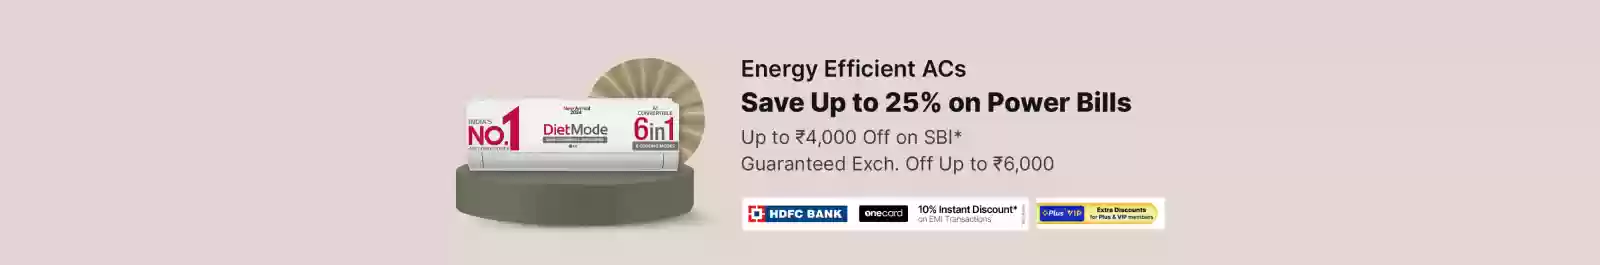 Energy Efficient ACs
Save Up to 25% on Power Bills
Up to ₹4,000 Off on SBI*
Guaranteed Exch. Off Up to ₹6,000
INDIA'S
NO.1
New Arrival
2024
DietMode
AI
CONVERTIBLE
6in1
HDFC BANK
onecard
10% Instant Discount*
on EMI Transactions
Plus VIP
Extra Discounts
for Plus & VIP members